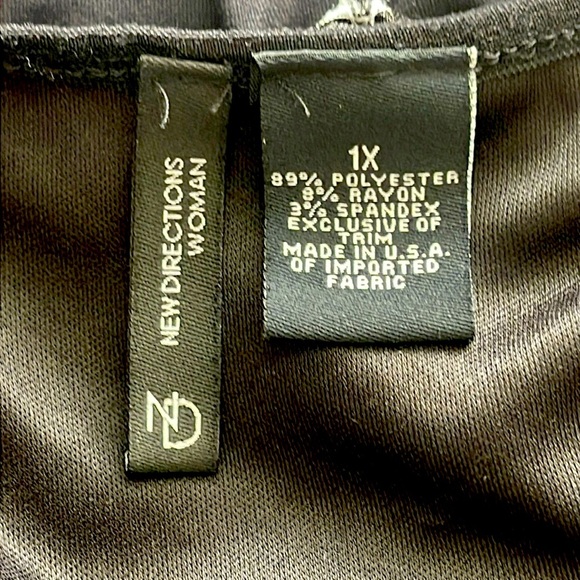 NEW DIRECTIONS
WOMAN
ND
1X
89% POLYESTER
8% RAYON
3% SPANDEX
EXCLUSIVE OF
TRIM
MADE IN U.S.A.
OF IMPORTED
FABRIC